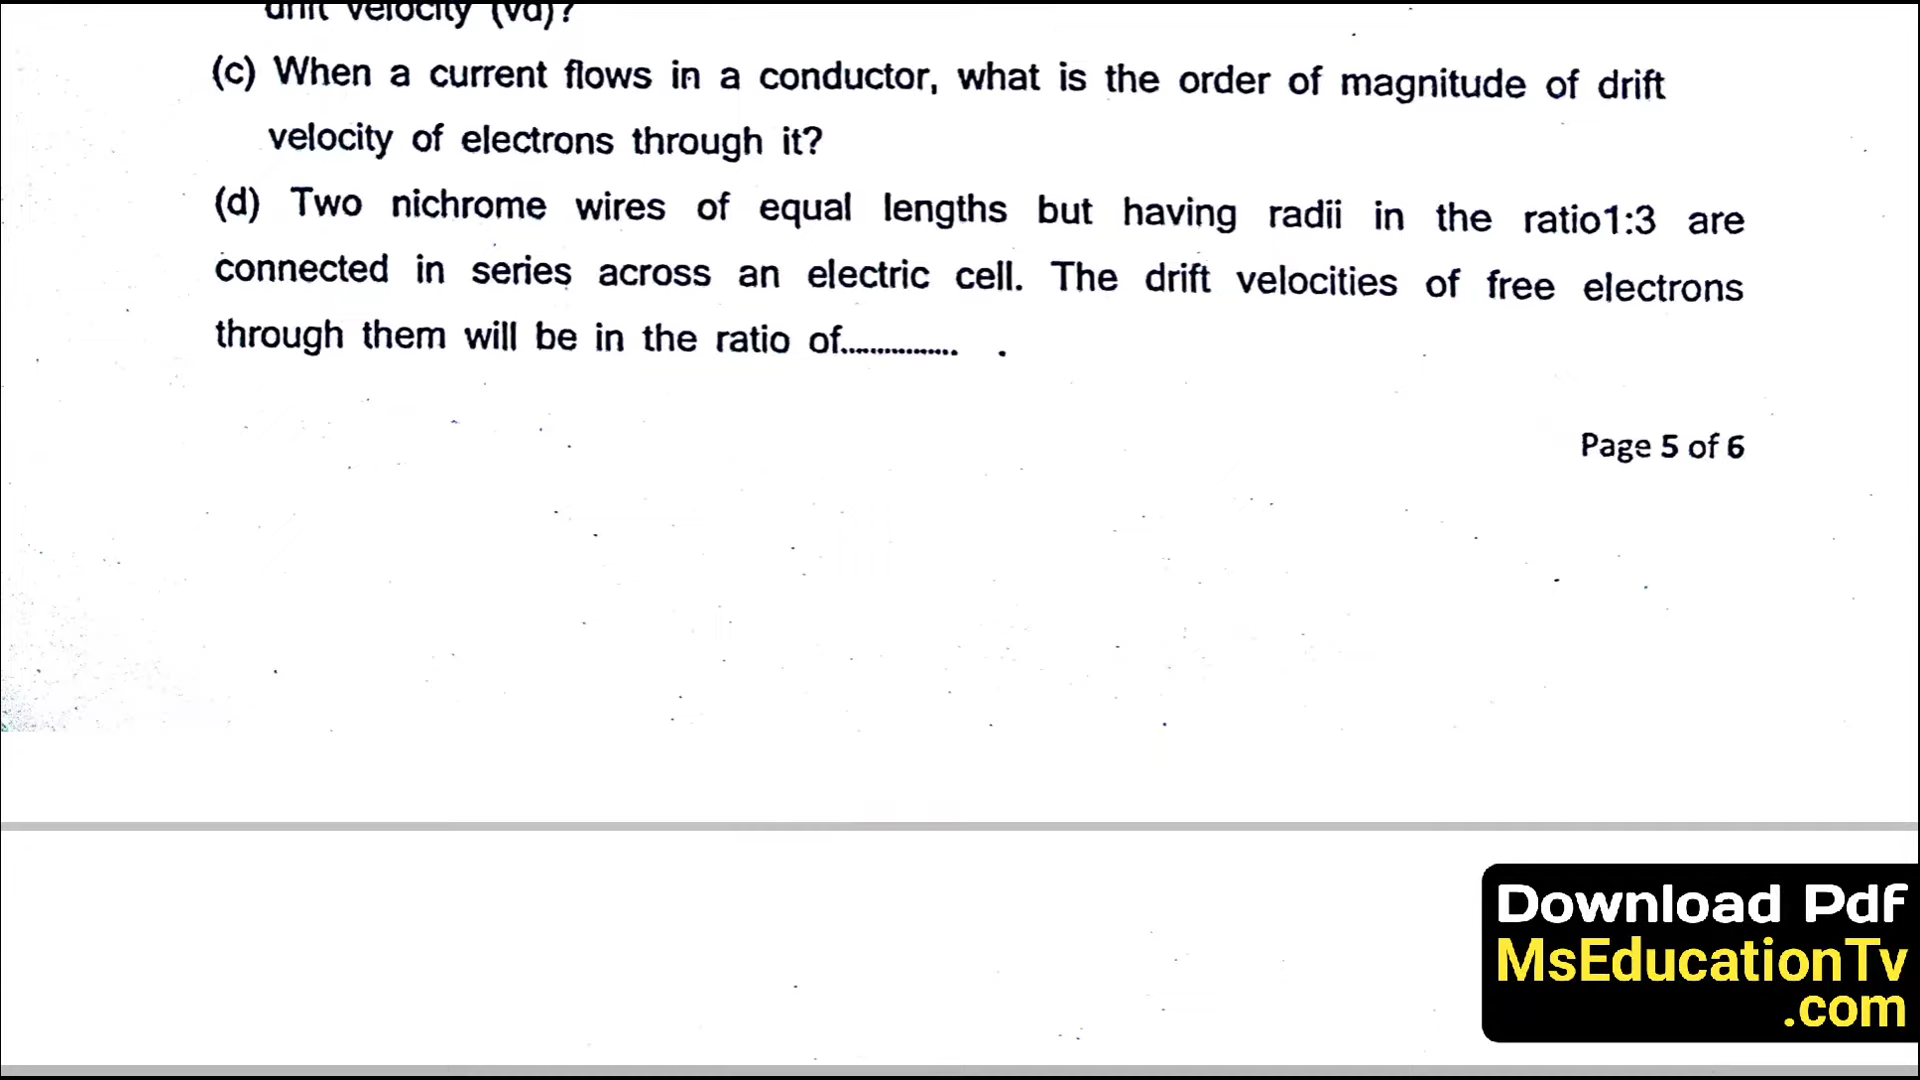 drift velocity (vd)?
(c) When a current flows in a conductor, what is the order of magnitude of drift
velocity of electrons through it?
(d) Two nichrome wires of equal lengths but having radii in the ratio1:3 are
connected in series across an electric cell. The drift velocities of free electrons
through them will be in the ratio of................ .
Page 5 of 6
Download Pdf
MsEducationTv
.com